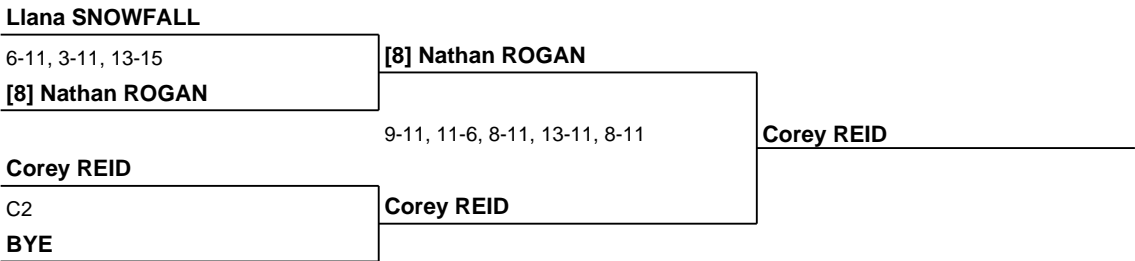 Llana SNOWFALL
6-11, 3-11, 13-15
[8] Nathan ROGAN
[8] Nathan ROGAN
9-11, 11-6, 8-11, 13-11, 8-11
Corey REID
Corey REID
C2
Corey REID
BYE